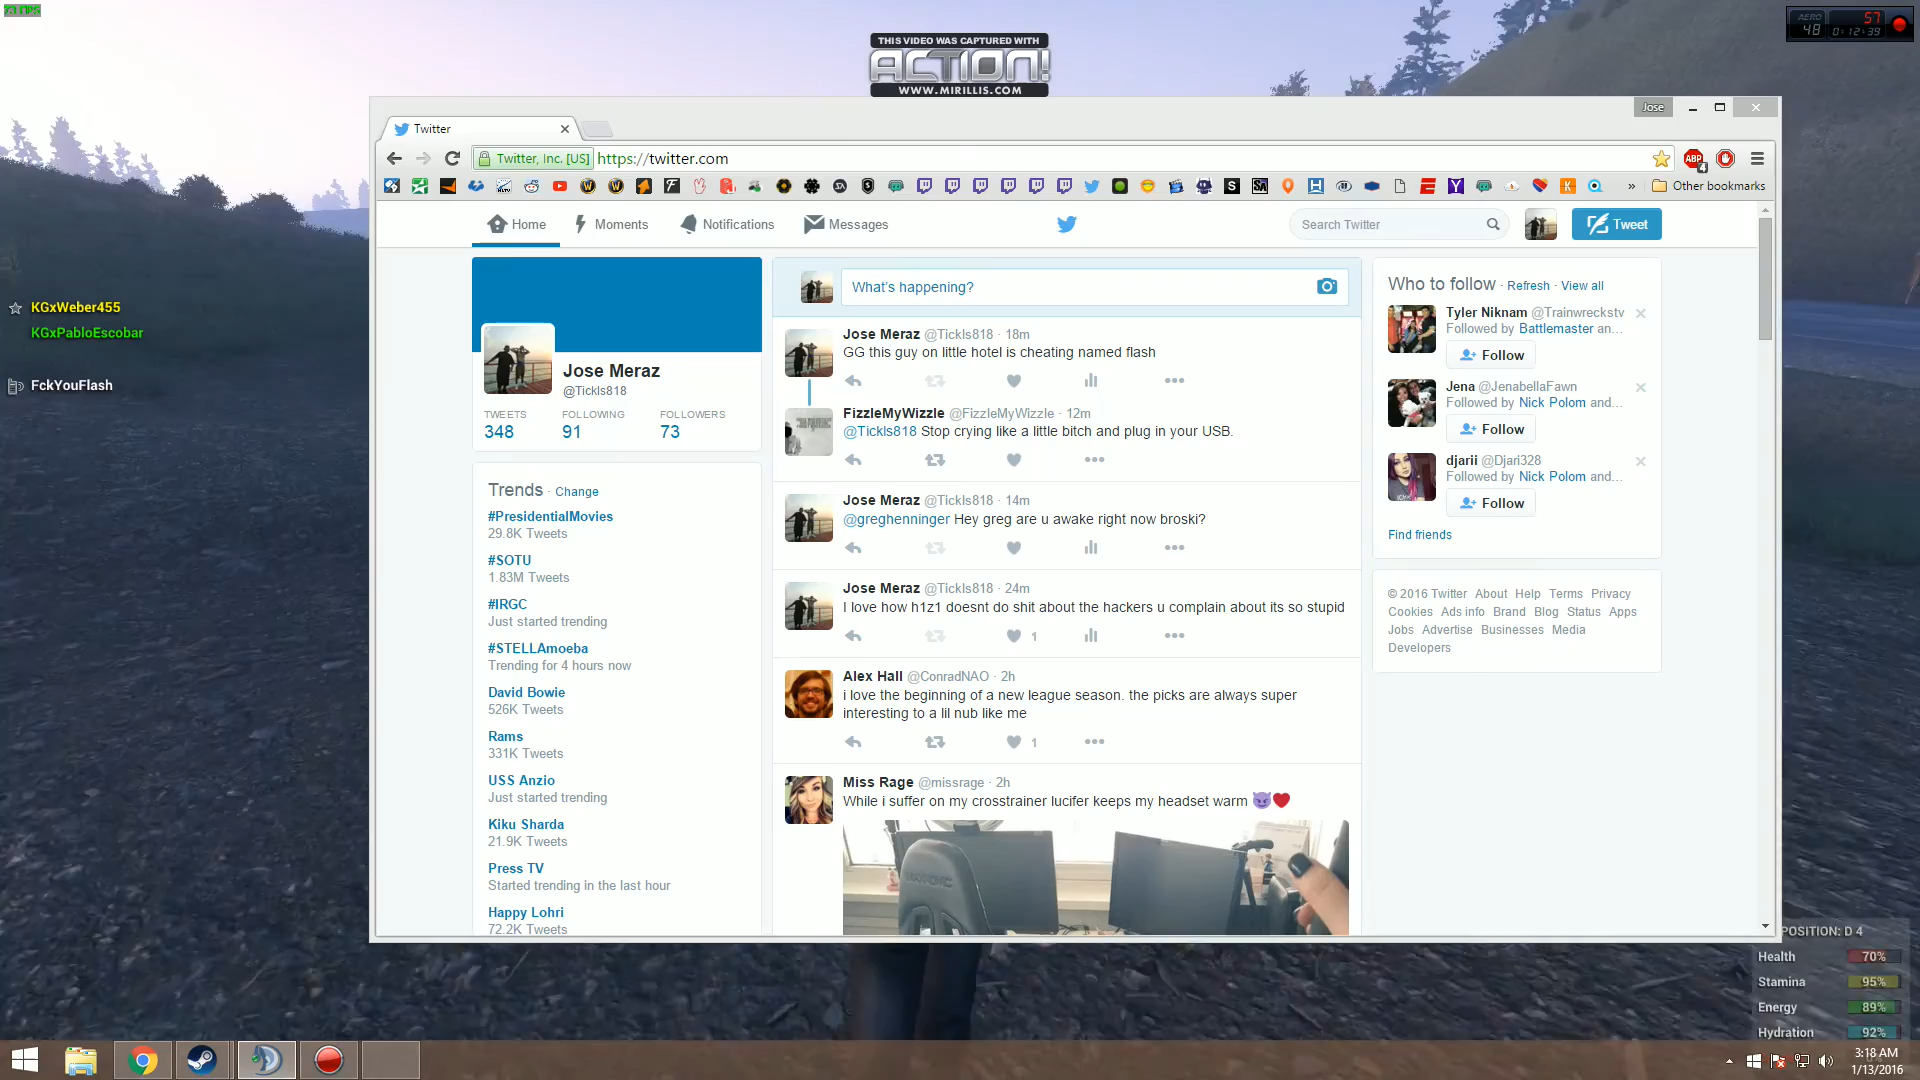 73 FPS
THIS VIDEO WAS CAPTURED WITH
ACTION!
WWW.MIRILLIS.COM
AERO
48
57
0:12:39
Jose
Twitter
Twitter, Inc. [US] https://twitter.com
ABP
4
Other bookmarks
Home
Moments
Notifications
Messages
Search Twitter
Tweet
KGxWeber455
KGxPabloEscobar
FckYouFlash
Jose Meraz
@Tickls818
TWEETS FOLLOWING FOLLOWERS
348 91 73
Trends · Change
#PresidentialMovies
29.8K Tweets
#SOTU
1.83M Tweets
#IRGC
Just started trending
#STELLAmoeba
Trending for 4 hours now
David Bowie
526K Tweets
Rams
331K Tweets
USS Anzio
Just started trending
Kiku Sharda
21.9K Tweets
Press TV
Started trending in the last hour
Happy Lohri
72.2K Tweets
What's happening?
Jose Meraz @Tickls818 · 18m
GG this guy on little hotel is cheating named flash
FizzleMyWizzle @FizzleMyWizzle · 12m
@Tickls818 Stop crying like a little bitch and plug in your USB.
Jose Meraz @Tickls818 · 14m
@greghenninger Hey greg are u awake right now broski?
Jose Meraz @Tickls818 · 24m
I love how h1z1 doesnt do shit about the hackers u complain about its so stupid
1
Alex Hall @ConradNAO · 2h
i love the beginning of a new league season. the picks are always super
interesting to a lil nub like me
1
Miss Rage @missrage · 2h
While i suffer on my crosstrainer lucifer keeps my headset warm 😈❤
Who to follow · Refresh · View all
Tyler Niknam @Trainwreckstv
Followed by Battlemaster an...
Follow
Jena @JenabellaFawn
Followed by Nick Polom and...
Follow
djarii @Djari328
Followed by Nick Polom and...
Follow
Find friends
© 2016 Twitter About Help Terms Privacy
Cookies Ads info Brand Blog Status Apps
Jobs Advertise Businesses Media
Developers
POSITION: D 4
Health 70%
Stamina 95%
Energy 89%
Hydration 92%
3:18 AM
1/13/2016